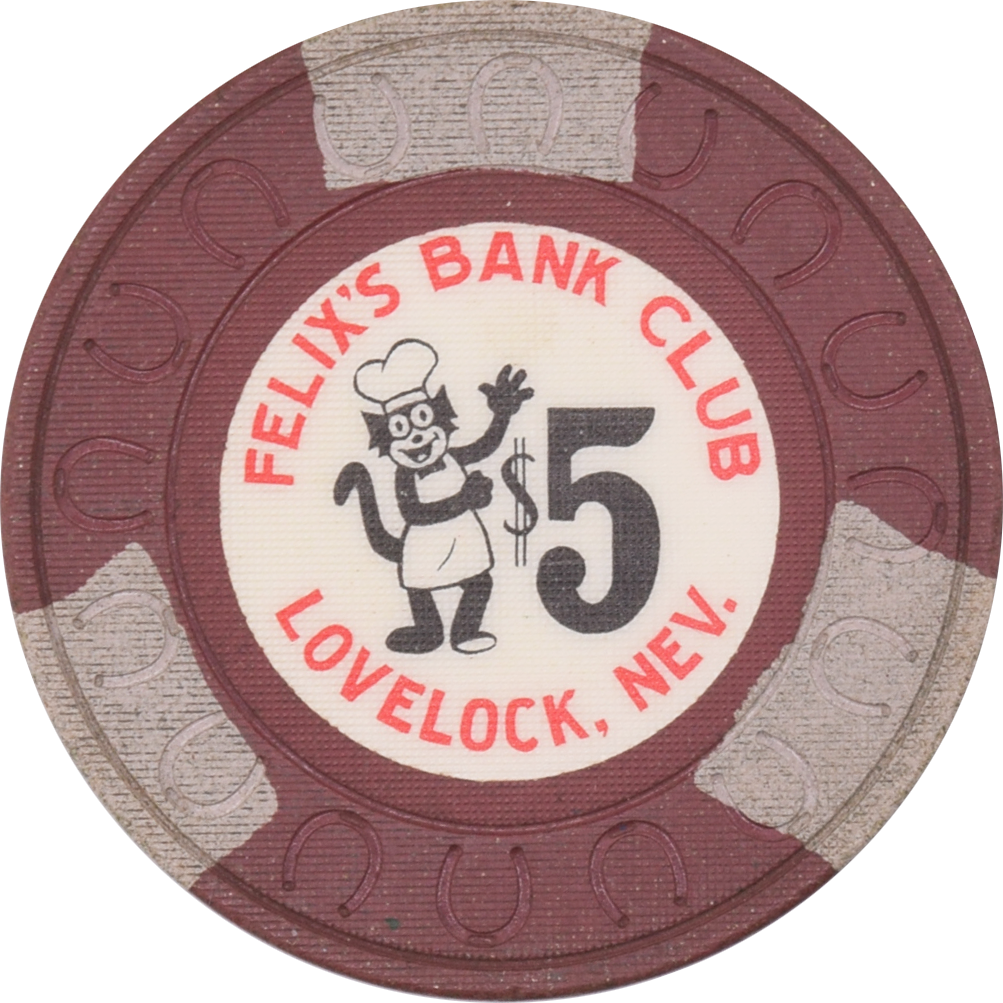 FELIX'S BANK CLUB
$5
LOVELOCK, NEV.